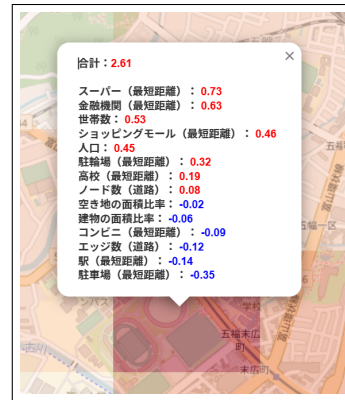 合計：2.61
スーパー（最短距離）： 0.73
金融機関（最短距離）： 0.63
世帯数： 0.53
ショッピングモール（最短距離）： 0.46
人口： 0.45
駐輪場（最短距離）： 0.32
高校（最短距離）： 0.19
ノード数（道路）： 0.08
空き地の面積比率： -0.02
建物の面積比率： -0.06
コンビニ（最短距離）： -0.09
エッジ数（道路）： -0.12
駅（最短距離）： -0.14
駐車場（最短距離）： -0.35
富山環状線
五福一区
学校
五福末広
町
末広町